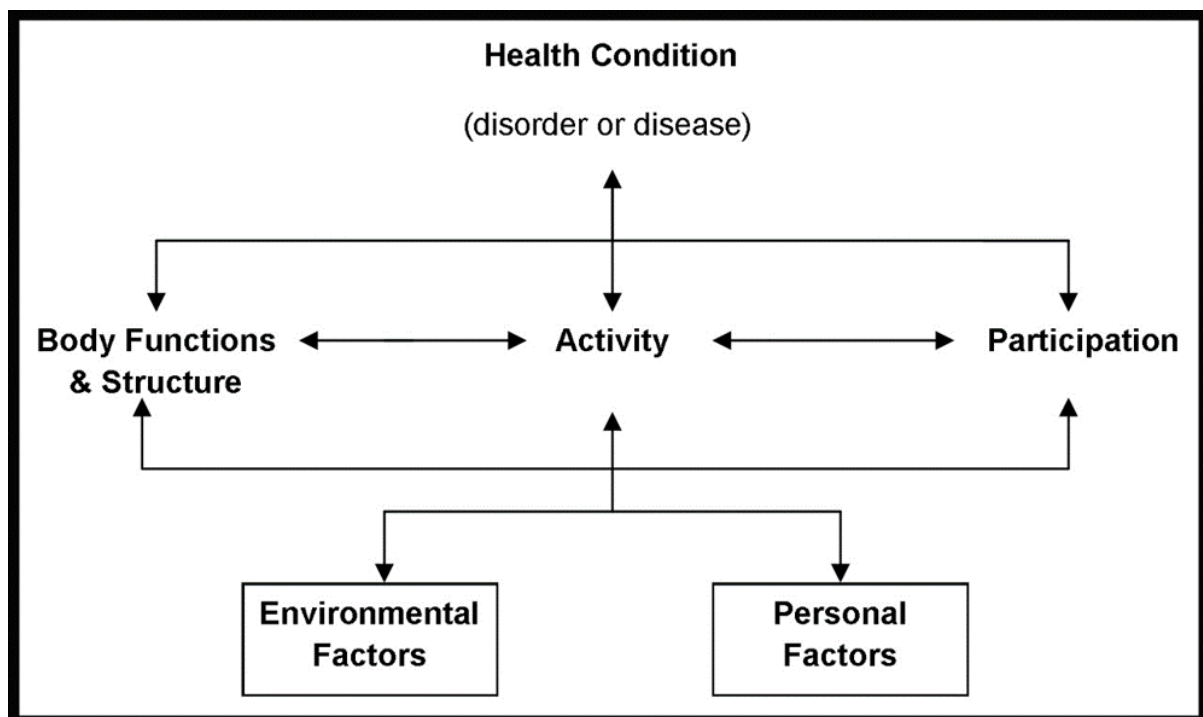 Health Condition
(disorder or disease)
Body Functions
& Structure
Activity
Participation
Environmental
Factors
Personal
Factors